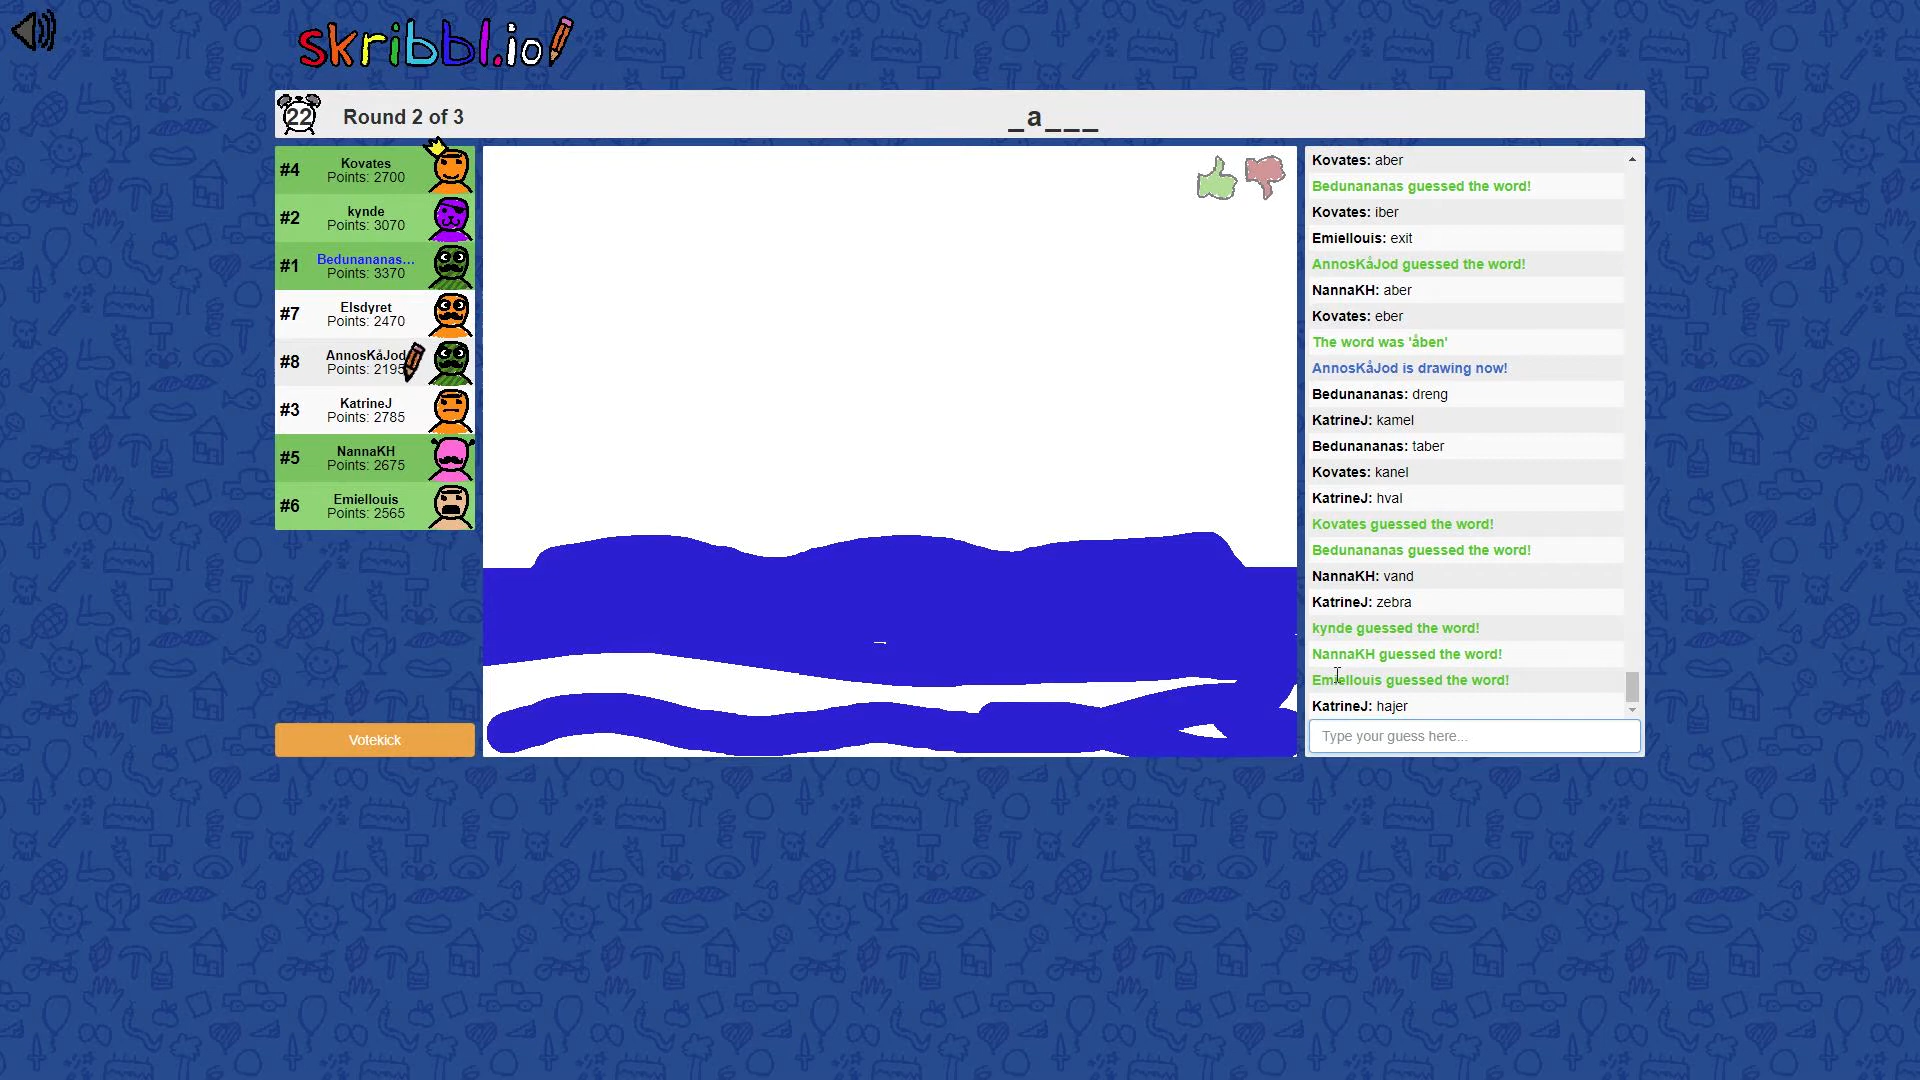 skribbl.io
22
Round 2 of 3
_a___
#4
Kovates
Points: 2700
#2
kynde
Points: 3070
#1
Bedunananas...
Points: 3370
#7
Elsdyret
Points: 2470
#8
AnnosKåJod
Points: 2195
#3
KatrineJ
Points: 2785
#5
NannaKH
Points: 2675
#6
Emiellouis
Points: 2565
Votekick
Kovates: aber
Bedunananas guessed the word!
Kovates: iber
Emiellouis: exit
AnnosKåJod guessed the word!
NannaKH: aber
Kovates: eber
The word was 'åben'
AnnosKåJod is drawing now!
Bedunananas: dreng
KatrineJ: kamel
Bedunananas: taber
Kovates: kanel
KatrineJ: hval
Kovates guessed the word!
Bedunananas guessed the word!
NannaKH: vand
KatrineJ: zebra
kynde guessed the word!
NannaKH guessed the word!
Emiellouis guessed the word!
KatrineJ: hajer
Type your guess here...